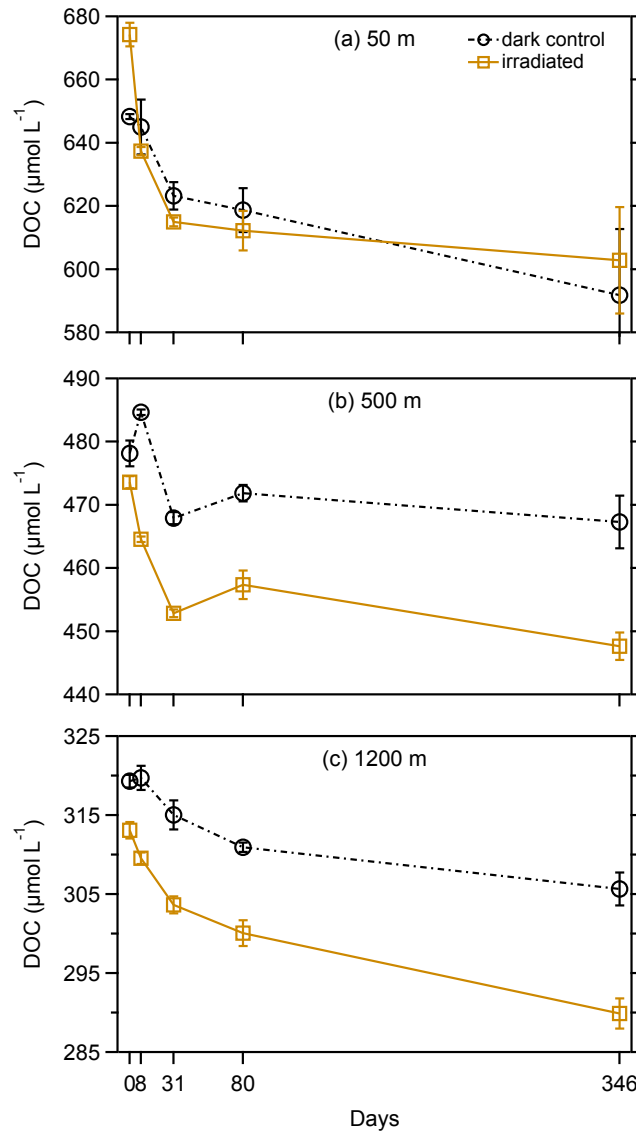 680
660
640
620
600
580
DOC (µmol L⁻¹)
(a) 50 m
dark control
irradiated
490
480
470
460
450
440
DOC (µmol L⁻¹)
(b) 500 m
325
315
305
295
285
DOC (µmol L⁻¹)
(c) 1200 m
0 8 31 80 346
Days